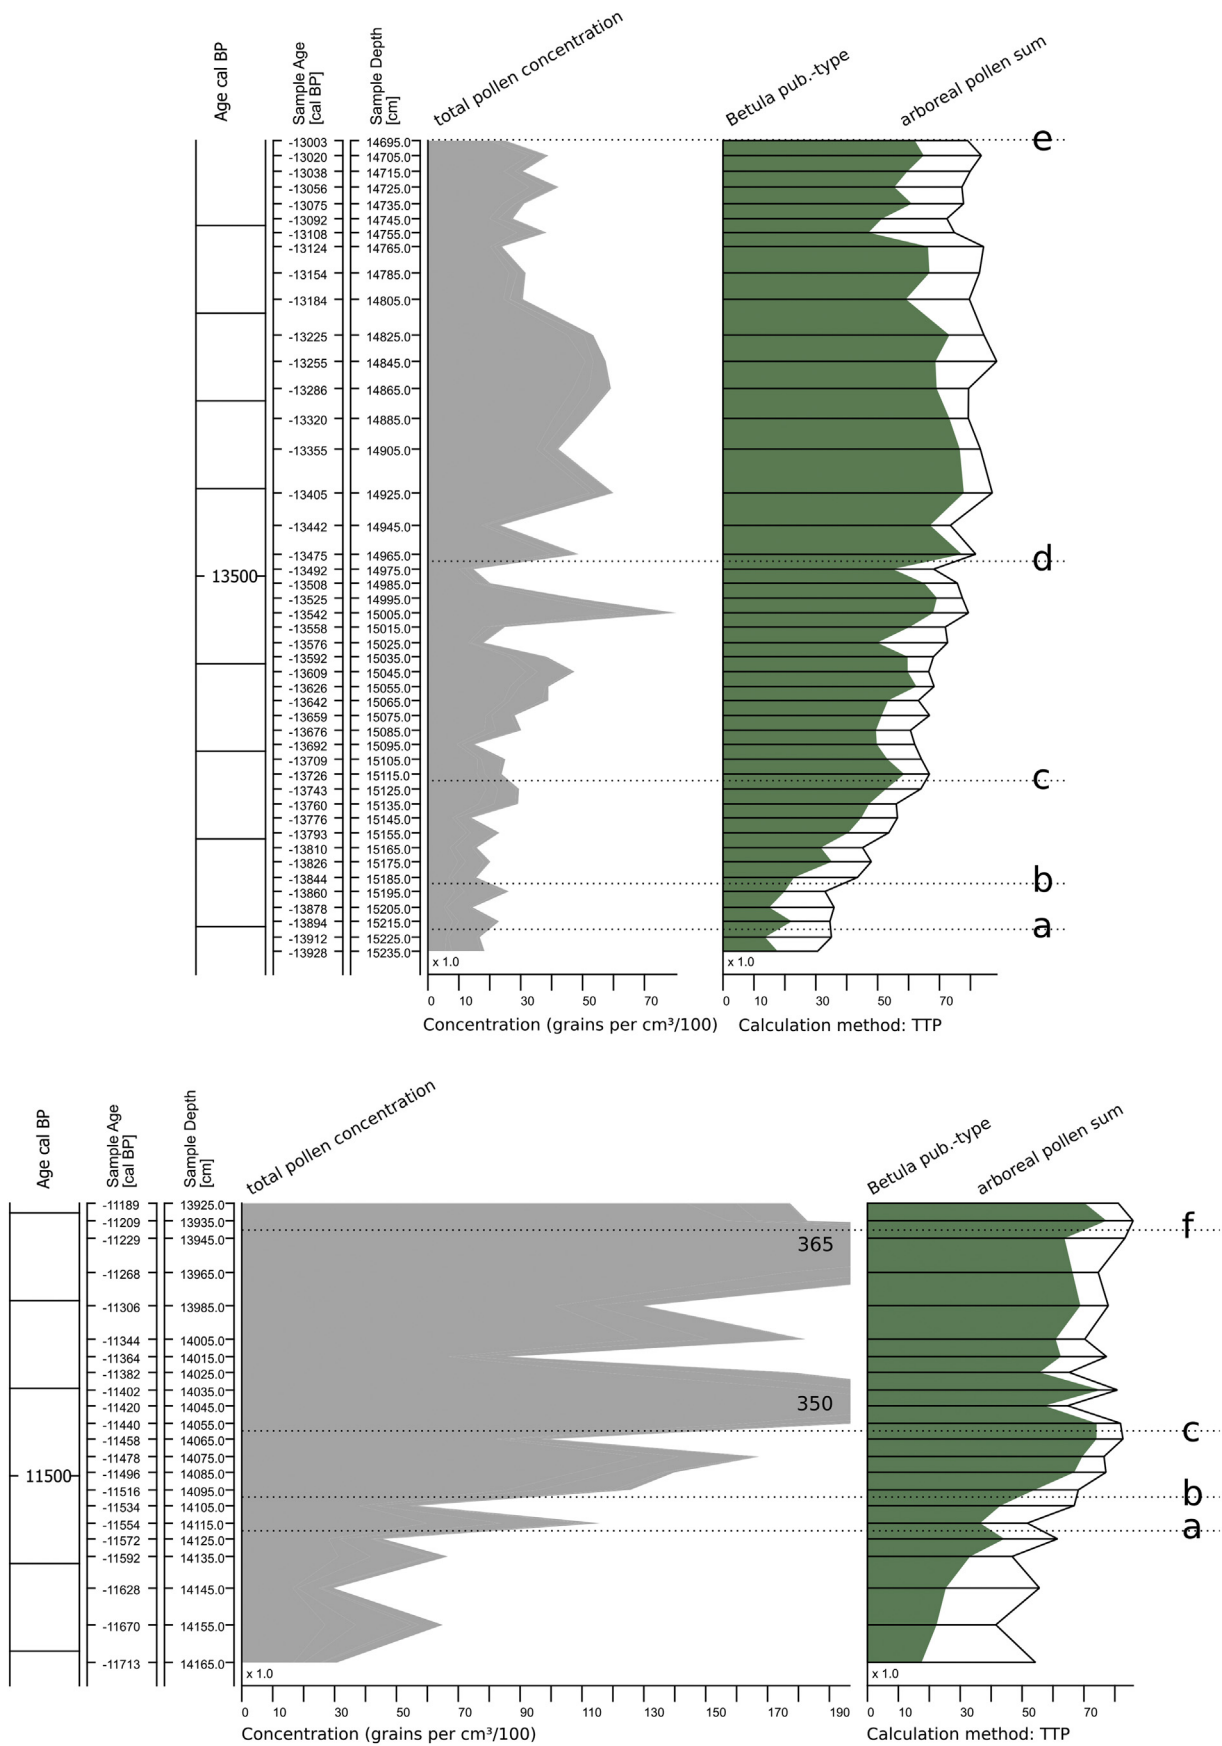 Age cal BP
Sample Age
[cal BP]
Sample Depth
[cm]
total pollen concentration
Betula pub.-type
arboreal pollen sum
-13003 14695.0 e
-13020 14705.0
-13038 14715.0
-13056 14725.0
-13075 14735.0
-13092 14745.0
-13108 14755.0
-13124 14765.0
-13154 14785.0
-13184 14805.0
-13225 14825.0
-13255 14845.0
-13286 14865.0
-13320 14885.0
-13355 14905.0
-13405 14925.0
-13442 14945.0
-13475 14965.0
d
-13492 14975.0
13500
-13508 14985.0
-13525 14995.0
-13542 15005.0
-13558 15015.0
-13576 15025.0
-13592 15035.0
-13609 15045.0
-13626 15055.0
-13642 15065.0
-13659 15075.0
-13676 15085.0
-13692 15095.0
-13709 15105.0
-13726 15115.0
c
-13743 15125.0
-13760 15135.0
-13776 15145.0
-13793 15155.0
-13810 15165.0
-13826 15175.0
-13844 15185.0
b
-13860 15195.0
-13878 15205.0
-13894 15215.0
a
-13912 15225.0
-13928 15235.0
x 1.0 x 1.0
0 10 30 50 70 0 10 30 50 70
Concentration (grains per cm³/100) Calculation method: TTP
Age cal BP
Sample Age
[cal BP]
Sample Depth
[cm]
total pollen concentration
Betula pub.-type
arboreal pollen sum
-11189 13925.0
-11209 13935.0
f
-11229 13945.0
365
-11268 13965.0
-11306 13985.0
-11344 14005.0
-11364 14015.0
-11382 14025.0
-11402 14035.0
350
-11420 14045.0
-11440 14055.0
c
-11458 14065.0
-11478 14075.0
11500
-11496 14085.0
-11516 14095.0
b
-11534 14105.0
-11554 14115.0
a
-11572 14125.0
-11592 14135.0
-11628 14145.0
-11670 14155.0
-11713 14165.0
x 1.0 x 1.0
0 10 30 50 70 90 110 130 150 170 190 0 10 30 50 70
Concentration (grains per cm³/100) Calculation method: TTP